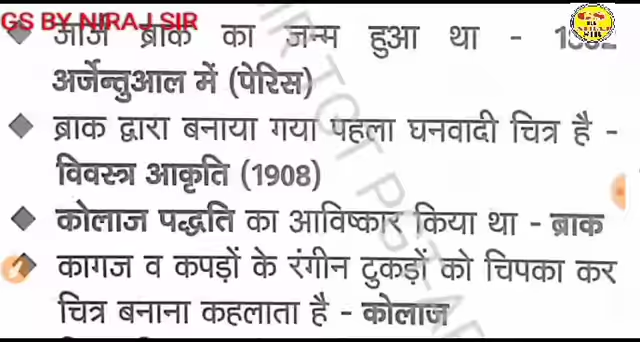 GS BY NIRAJ SIR
जॉर्ज ब्राक का जन्म हुआ था - 1882
अर्जेन्तुआल में (पेरिस)
ब्राक द्वारा बनाया गया पहला घनवादी चित्र है -
विवस्त्र आकृति (1908)
कोलाज पद्धति का आविष्कार किया था - ब्राक
कागज व कपड़ों के रंगीन टुकड़ों को चिपका कर
चित्र बनाना कहलाता है - कोलाज